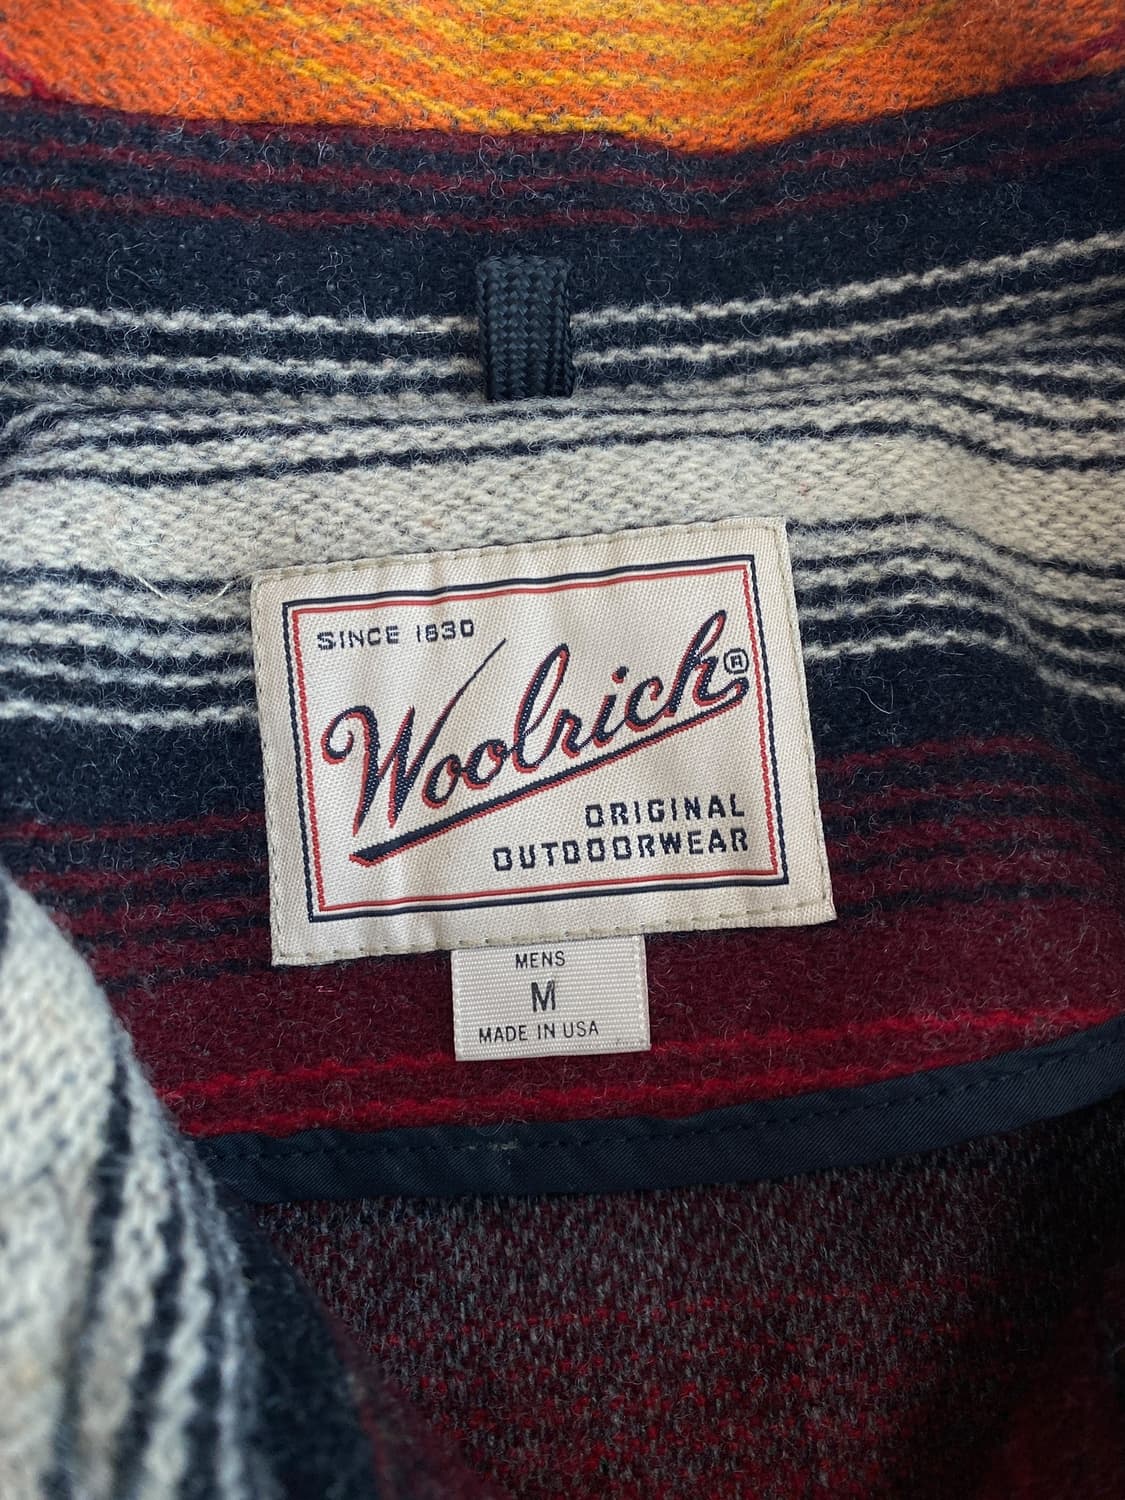 SINCE 1830
Woolrich®
ORIGINAL
OUTDOORWEAR
MENS
M
MADE IN USA